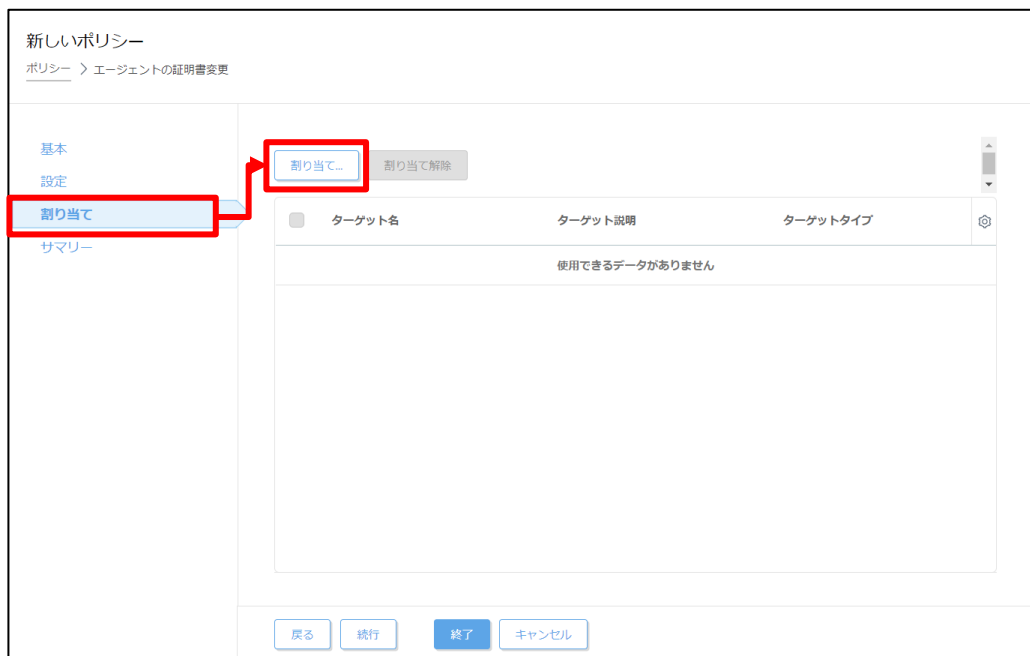 新しいポリシー
ポリシー > エージェントの証明書変更
基本
設定
割り当て
サマリー
割り当て... 割り当て解除
ターゲット名 ターゲット説明 ターゲットタイプ
使用できるデータがありません
戻る 続行 終了 キャンセル